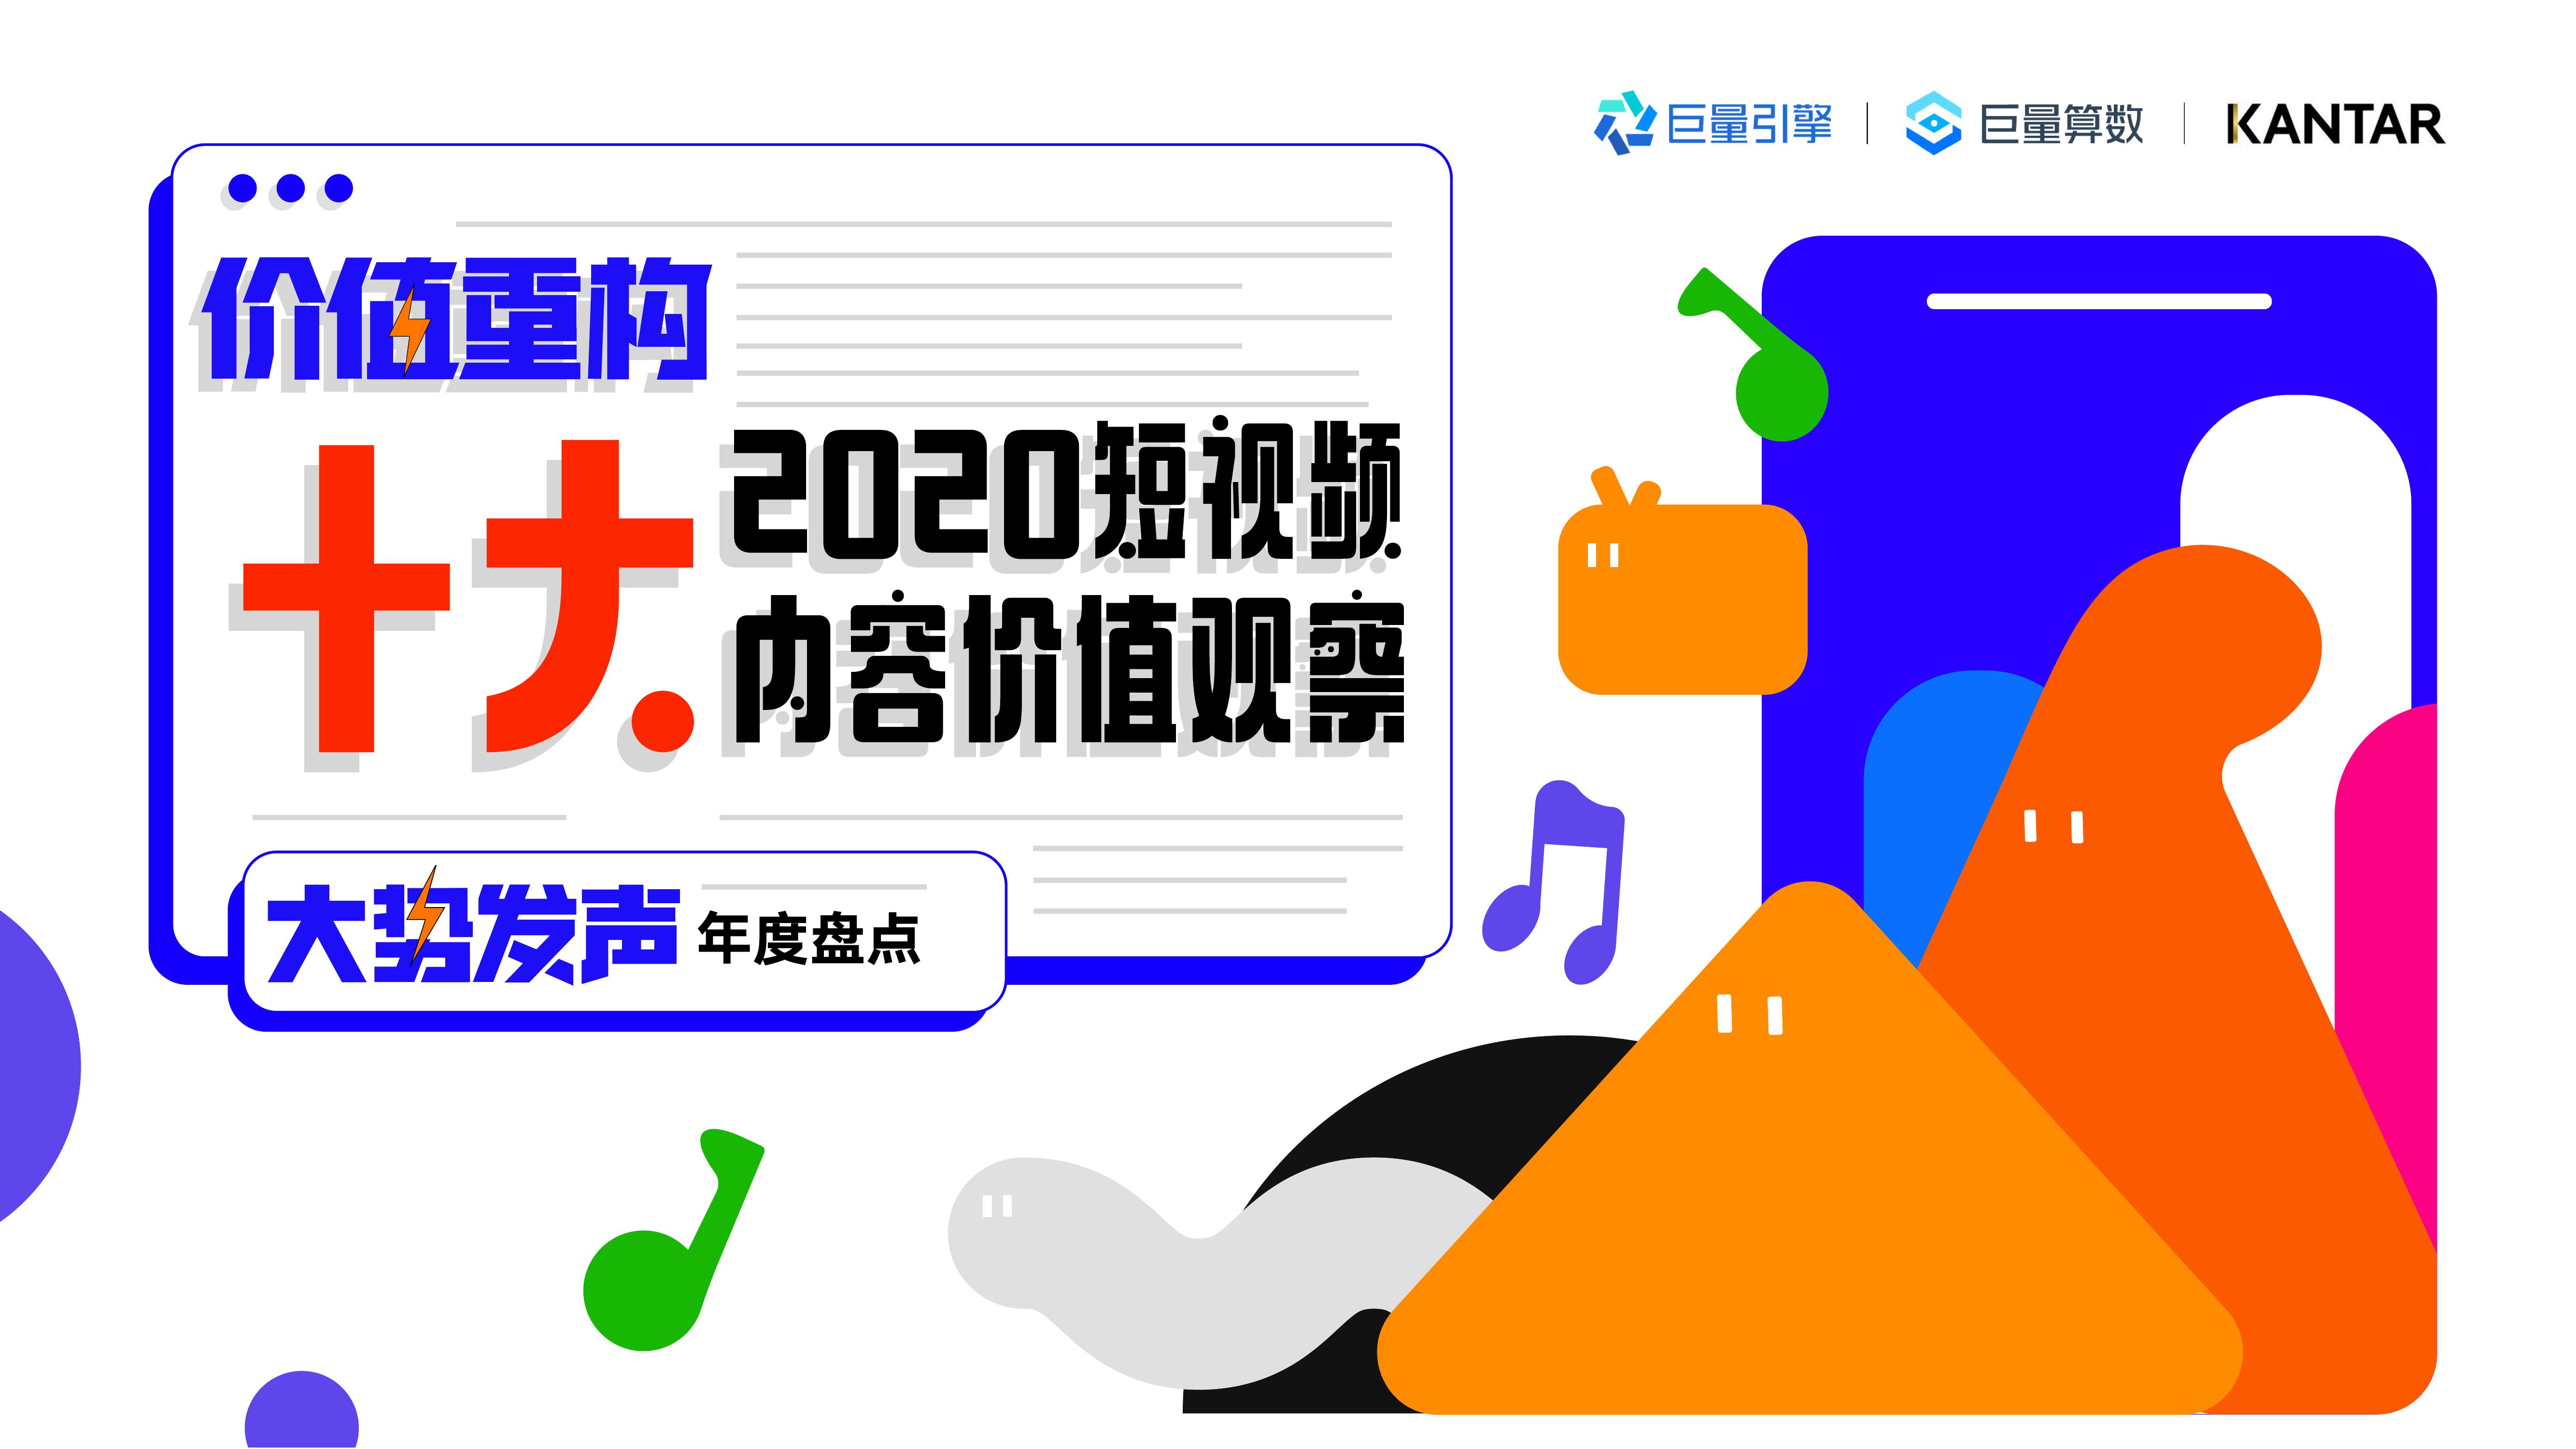 巨量引擎 | 巨量算数 | KANTAR
价值重构
十大
2020短视频
内容价值观察
大势发声 年度盘点